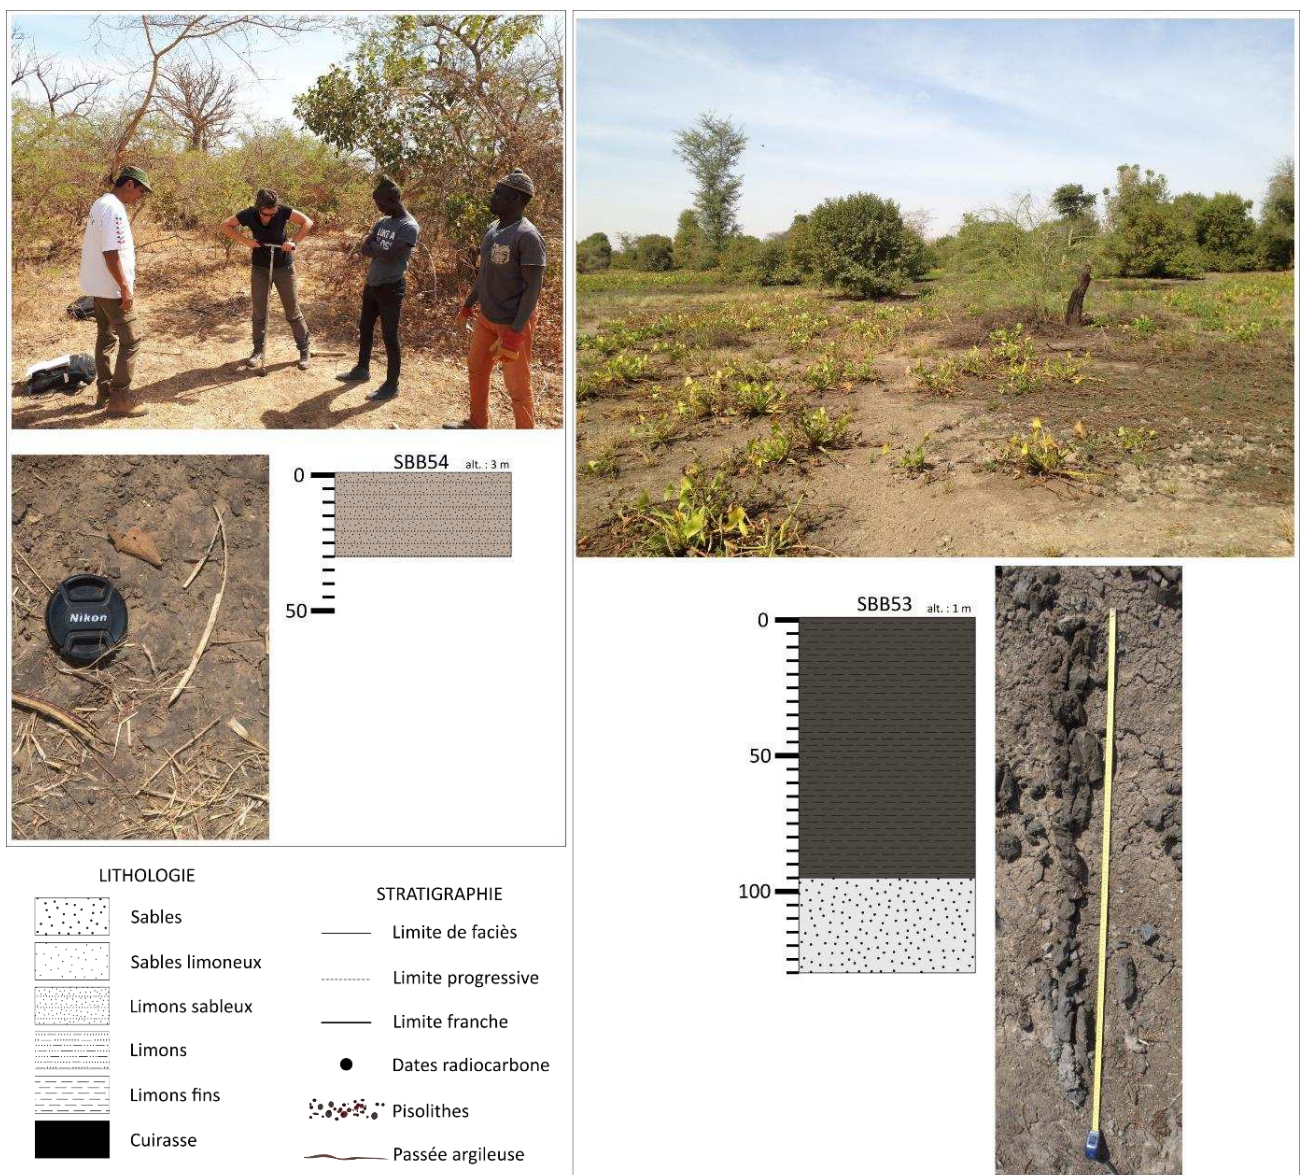 LIKE A
Nikon
SBB54 alt. : 3 m
0
50
SBB53 alt. : 1 m
0
50
100
LITHOLOGIE
Sables
Sables limoneux
Limons sableux
Limons
Limons fins
Cuirasse
STRATIGRAPHIE
Limite de faciès
Limite progressive
Limite franche
Dates radiocarbone
Pisolithes
Passée argileuse